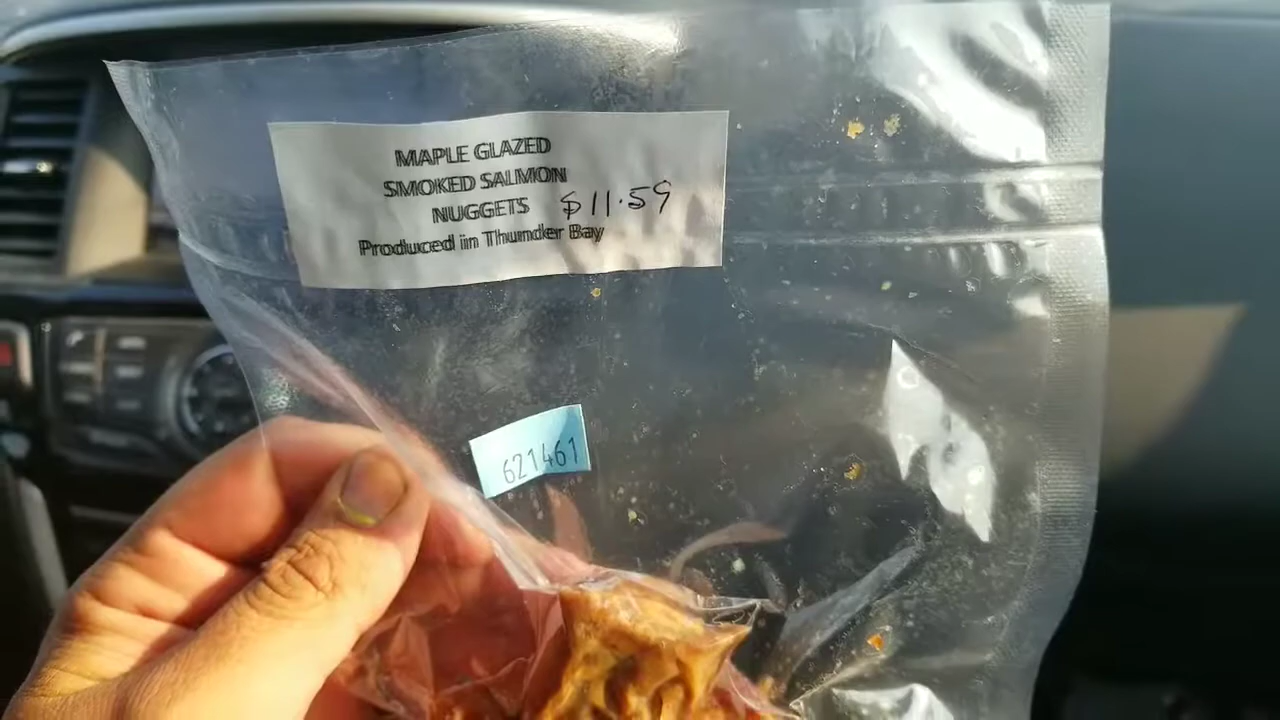 MAPLE GLAZED
SMOKED SALMON
NUGGETS $11.59
Produced in Thunder Bay
621461